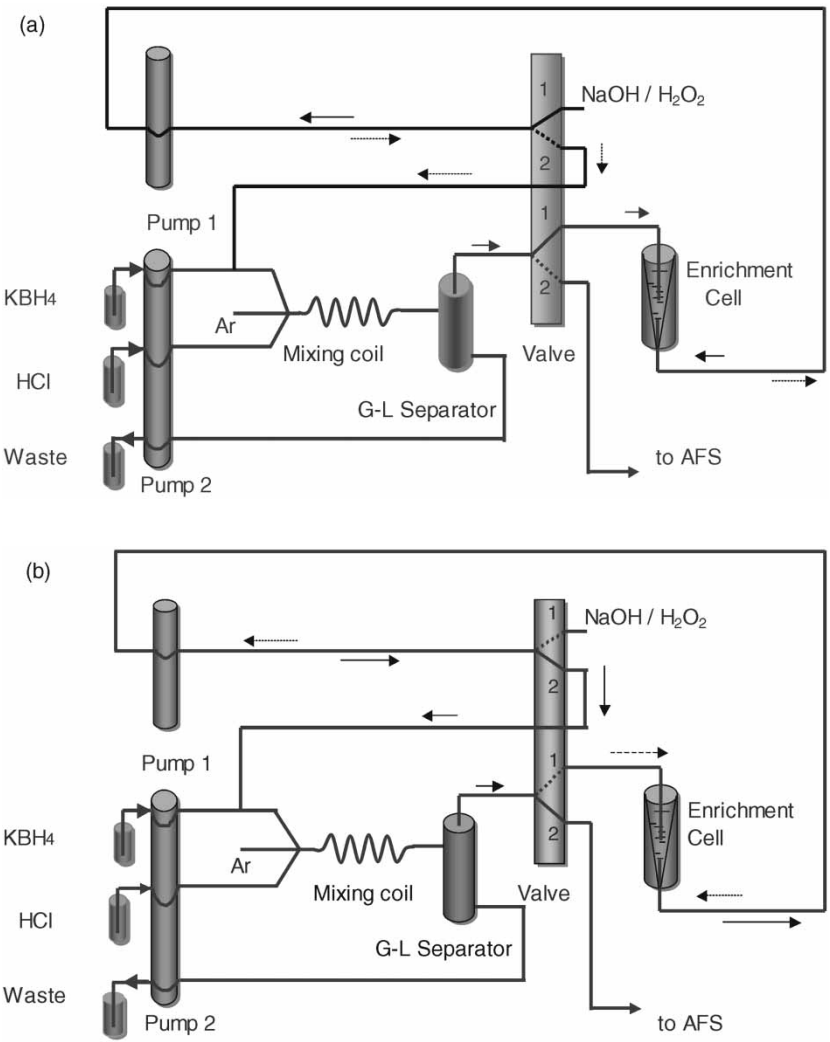 (a)
1
NaOH / H₂O₂
2
Pump 1
1
KBH4
Ar
Enrichment
Cell
2
Mixing coil
Valve
HCl
G-L Separator
Waste
to AFS
Pump 2
(b)
1
NaOH / H₂O₂
2
Pump 1
1
KBH4
Ar
Enrichment
Cell
2
Mixing coil
Valve
HCl
G-L Separator
Waste
to AFS
Pump 2